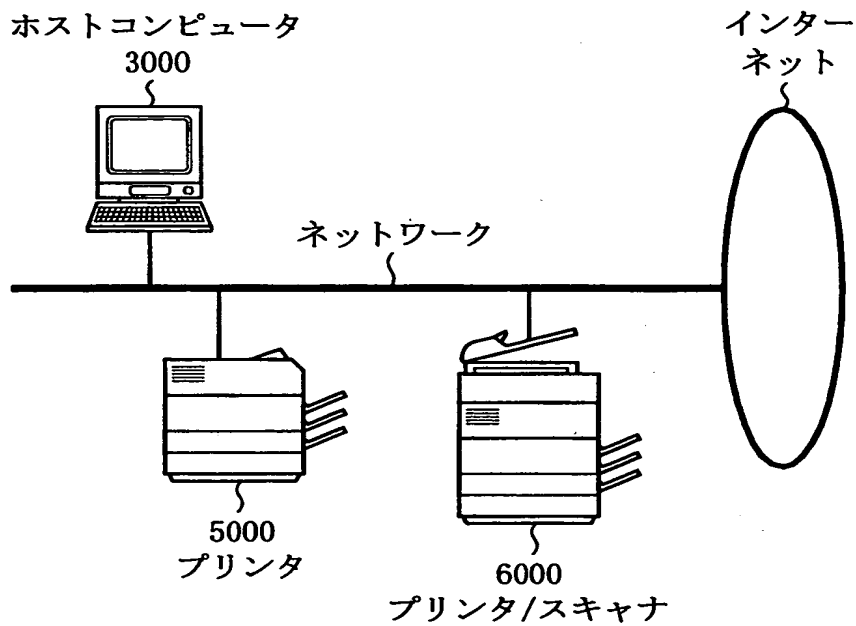 ホストコンピュータ
3000
インター
ネット
ネットワーク
5000
プリンタ
6000
プリンタ/スキャナ